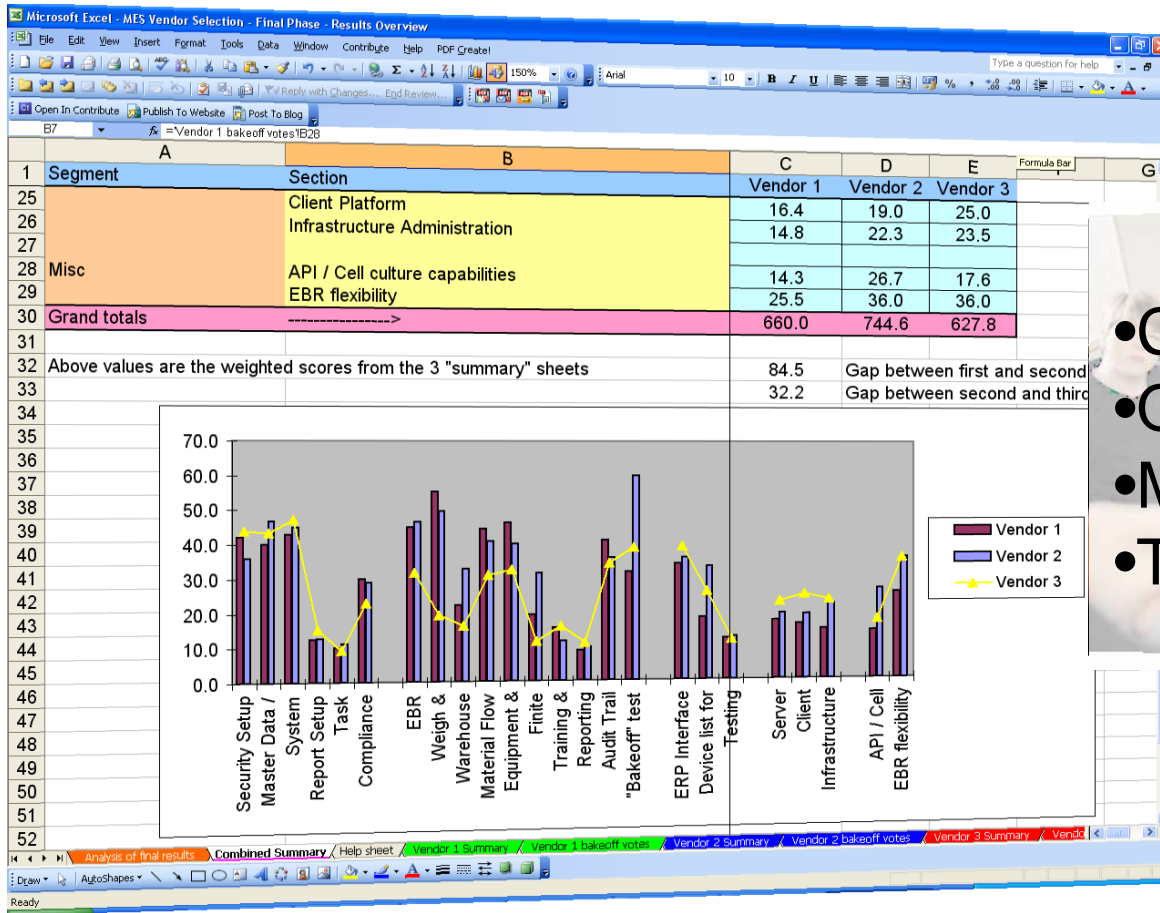 Microsoft Excel - MES Vendor Selection - Final Phase - Results Overview
File Edit View Insert Format Tools Data Window Contribute Help PDF Create!
Type a question for help
150%
Arial
10
B I U
Reply with Changes... End Review...
Open In Contribute Publish To Website Post To Blog
B7 fx ='Vendor 1 bakeoff votes'!B28
Formula Bar
A B C D E G
1 Segment Section Vendor 1 Vendor 2 Vendor 3
25 Client Platform 16.4 19.0 25.0
26 Infrastructure Administration 14.8 22.3 23.5
27
28 Misc API / Cell culture capabilities 14.3 26.7 17.6
29 EBR flexibility 25.5 36.0 36.0
30 Grand totals ----------------> 660.0 744.6 627.8
31
32 Above values are the weighted scores from the 3 "summary" sheets 84.5 Gap between first and second
33 32.2 Gap between second and third
34
35
36
37
38
39
40
41
42
43
44
45
46
47
48
49
50
51
52
70.0
60.0
50.0
40.0
30.0
20.0
10.0
0.0
Security Setup
Master Data /
System
Report Setup
Task
Compliance
EBR
Weigh &
Warehouse
Material Flow
Equipment &
Finite
Training &
Reporting
Audit Trail
"Bakeoff" test
ERP Interface
Device list for
Testing
Server
Client
Infrastructure
API / Cell
EBR flexibility
Vendor 1
Vendor 2
Vendor 3
•M
•T
Analysis of final results Combined Summary Help sheet Vendor 1 Summary Vendor 1 bakeoff votes Vendor 2 Summary Vendor 2 bakeoff votes Vendor 3 Summary Vendo
Draw AutoShapes
Ready